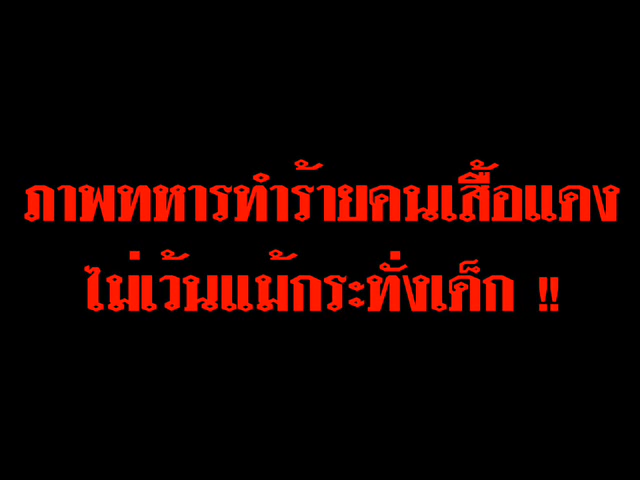 ภาพทหารทำร้ายคนเสื้อแดง
ไม่เว้นแม้กระทั่งเด็ก !!